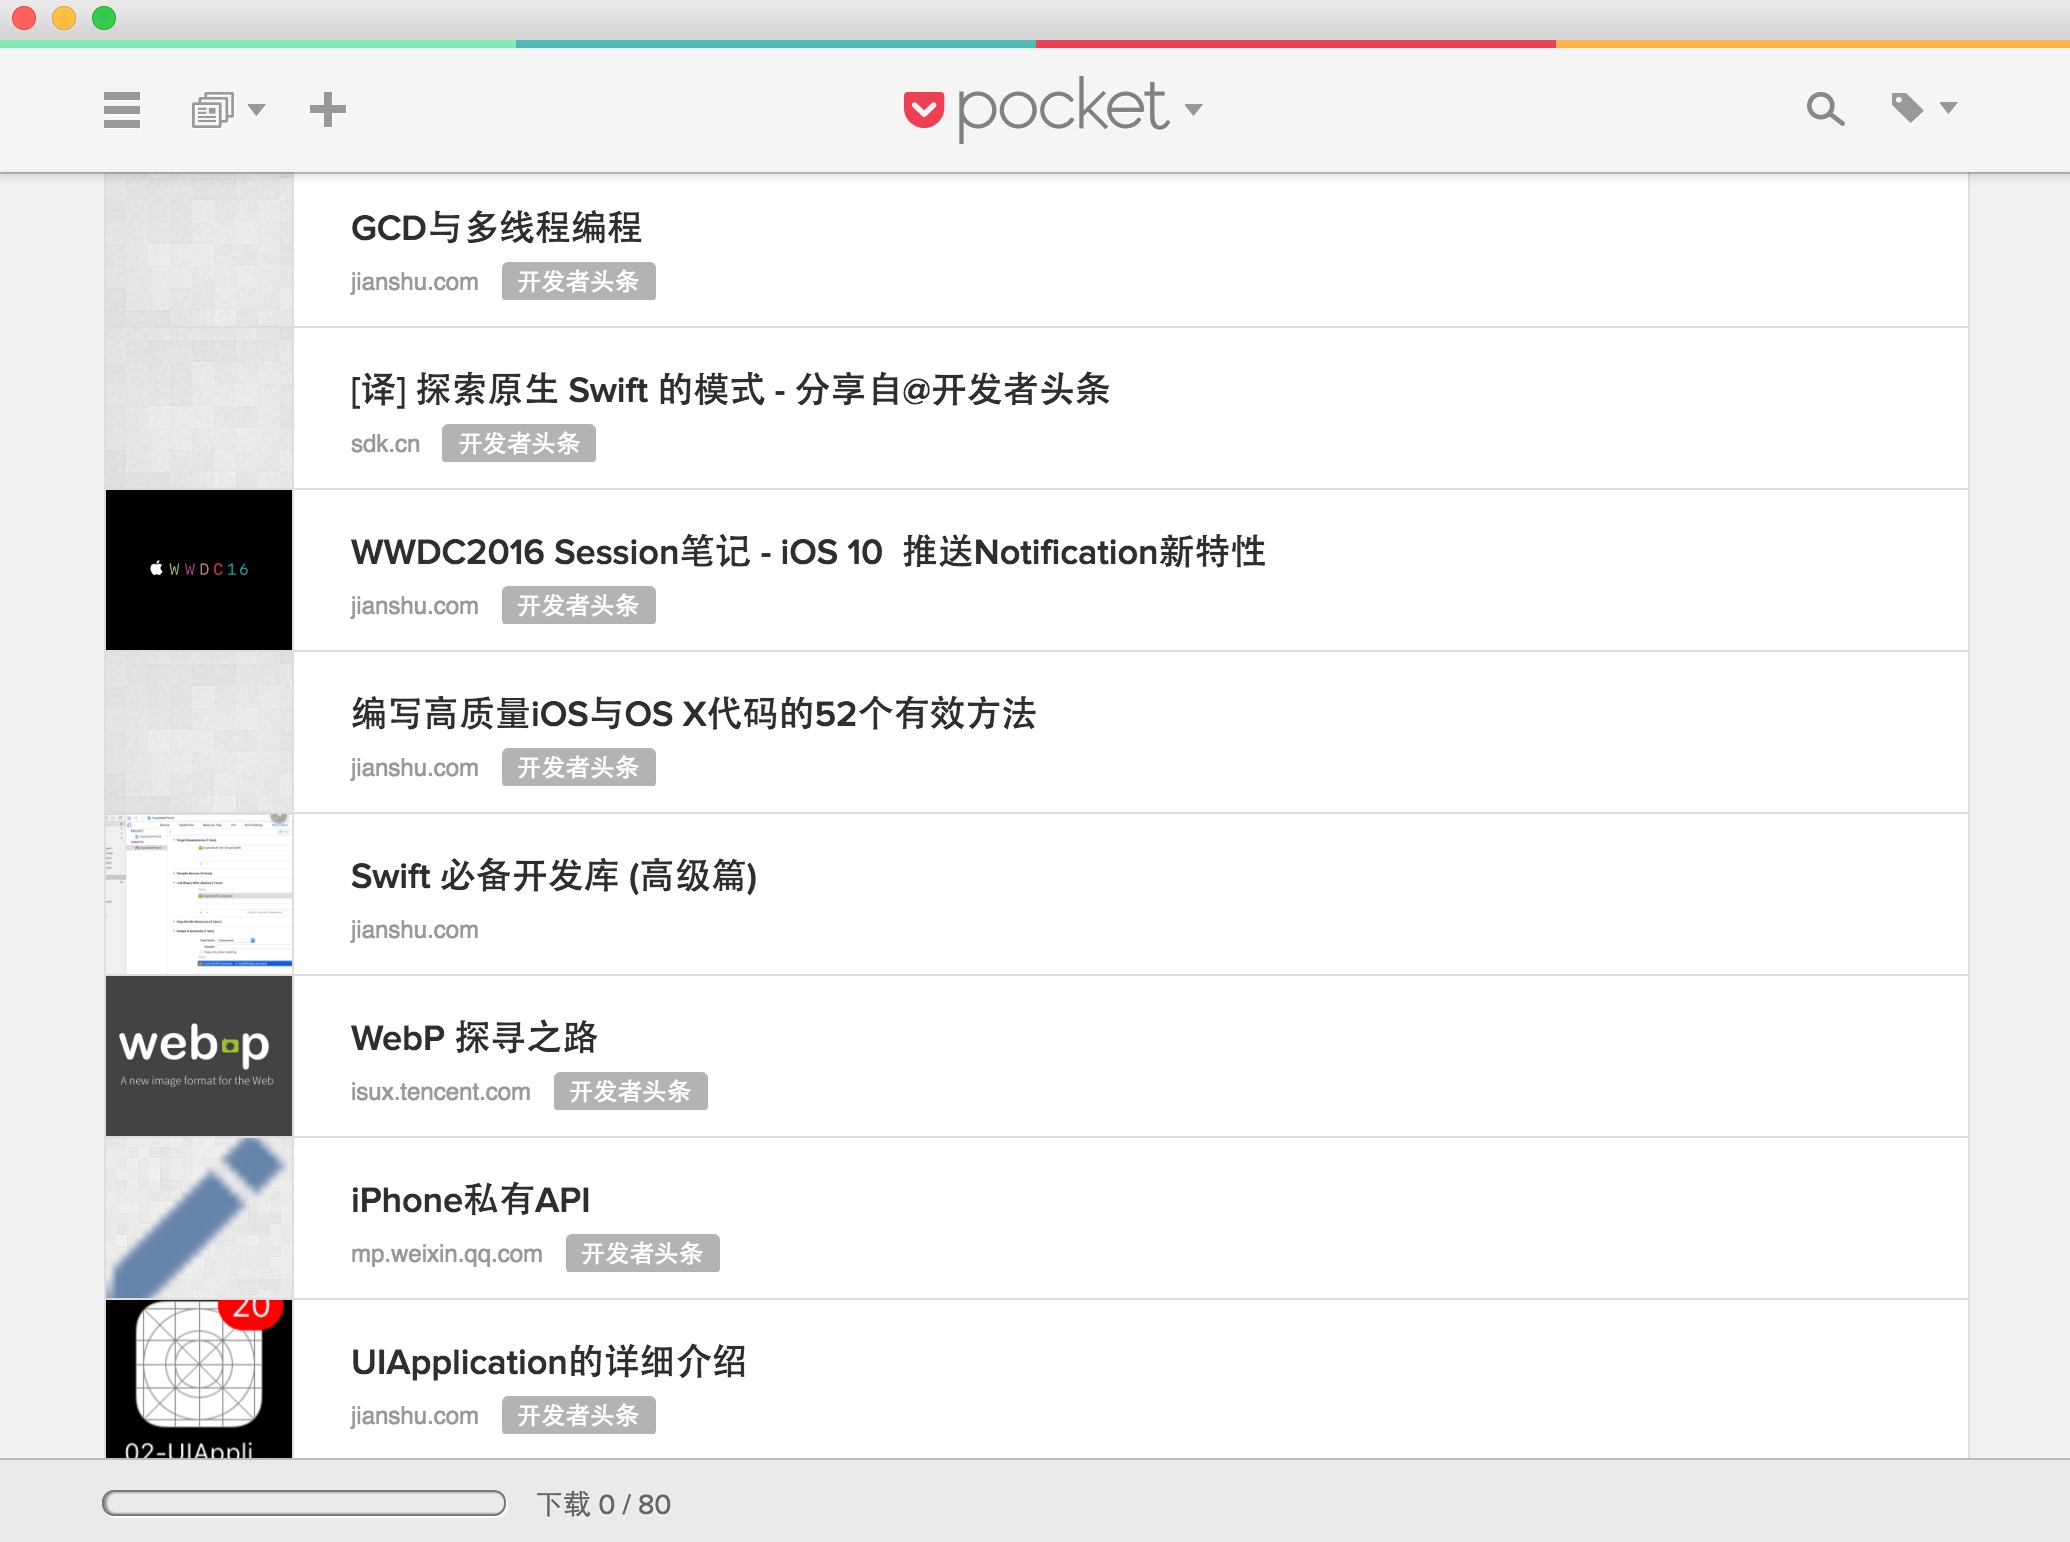 pocket
GCD与多线程编程
jianshu.com 开发者头条
[译] 探索原生 Swift 的模式 - 分享自@开发者头条
sdk.cn 开发者头条
WWDC16
WWDC2016 Session笔记 - iOS 10 推送Notification新特性
jianshu.com 开发者头条
编写高质量iOS与OS X代码的52个有效方法
jianshu.com 开发者头条
Swift 必备开发库 (高级篇)
jianshu.com
webp
A new image format for the Web
WebP 探寻之路
isux.tencent.com 开发者头条
iPhone私有API
mp.weixin.qq.com 开发者头条
20
02-UIAppli
UIApplication的详细介绍
jianshu.com 开发者头条
下载 0 / 80